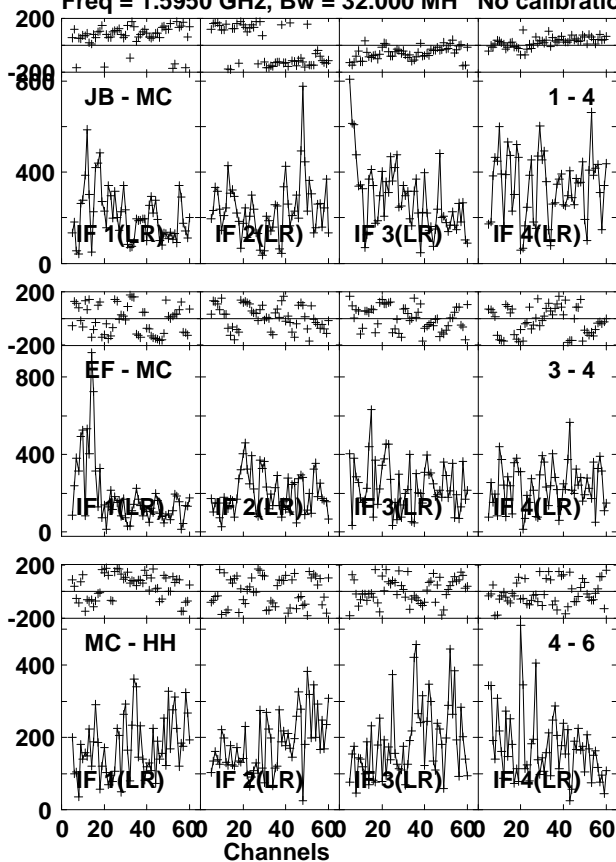 Freq = 1.5950 GHz, Bw = 32.000 MH No calibratio
200
-200
800
JB - MC
1 - 4
400
0
IF 1(LR)
IF 2(LR)
IF 3(LR)
IF 4(LR)
200
-200
800
EF - MC
3 - 4
400
0
IF 1(LR)
IF 2(LR)
IF 3(LR)
IF 4(LR)
200
-200
MC - HH
4 - 6
400
200
0
IF 1(LR)
IF 2(LR)
IF 3(LR)
IF 4(LR)
0 20 40 60 0 20 40 60 0 20 40 60 0 20 40 60
Channels